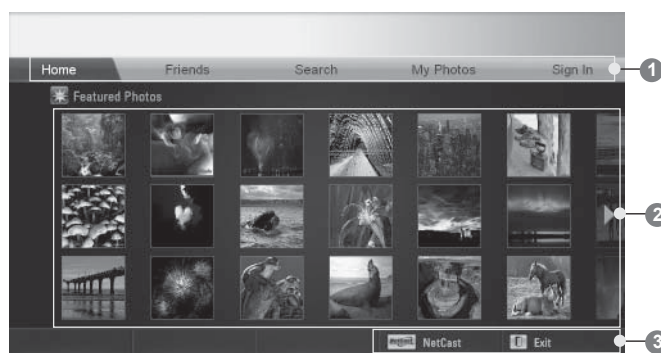 Home Friends Search My Photos Sign In
1
Featured Photos
2
NetCast Exit
3